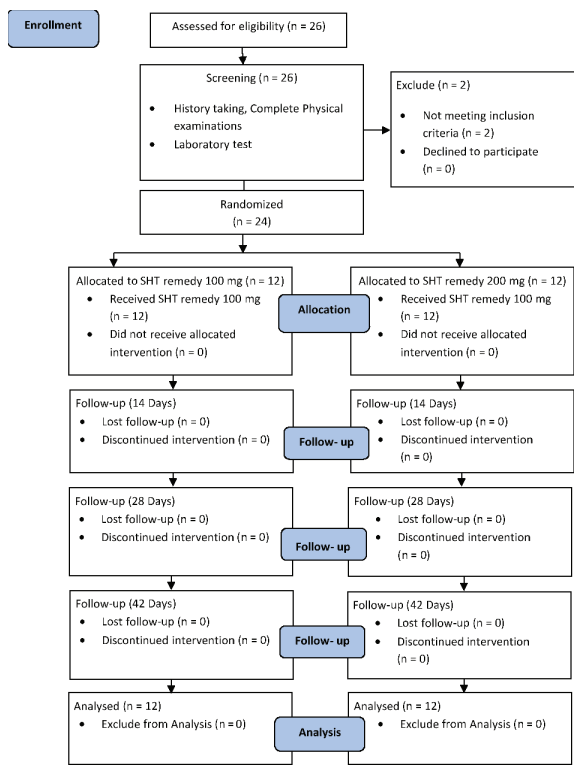 Enrollment
Assessed for eligibility (n = 26)
Screening (n = 26)
• History taking, Complete Physical
examinations
• Laboratory test
Exclude (n = 2)
• Not meeting inclusion
criteria (n = 2)
• Declined to participate
(n = 0)
Randomized
(n = 24)
Allocated to SHT remedy 100 mg (n = 12)
• Received SHT remedy 100 mg
(n = 12)
• Did not receive allocated
intervention (n = 0)
Allocation
Allocated to SHT remedy 200 mg (n = 12)
• Received SHT remedy 100 mg
(n = 12)
• Did not receive allocated
intervention (n = 0)
Follow-up (14 Days)
• Lost follow-up (n = 0)
• Discontinued intervention (n = 0)
Follow- up
Follow-up (14 Days)
• Lost follow-up (n = 0)
• Discontinued intervention
(n = 0)
Follow-up (28 Days)
• Lost follow-up (n = 0)
• Discontinued intervention (n = 0)
Follow- up
Follow-up (28 Days)
• Lost follow-up (n = 0)
• Discontinued intervention
(n = 0)
Follow-up (42 Days)
• Lost follow-up (n = 0)
• Discontinued intervention (n = 0)
Follow- up
Follow-up (42 Days)
• Lost follow-up (n = 0)
• Discontinued intervention
(n = 0)
Analysed (n = 12)
• Exclude from Analysis (n = 0)
Analysis
Analysed (n = 12)
• Exclude from Analysis (n = 0)